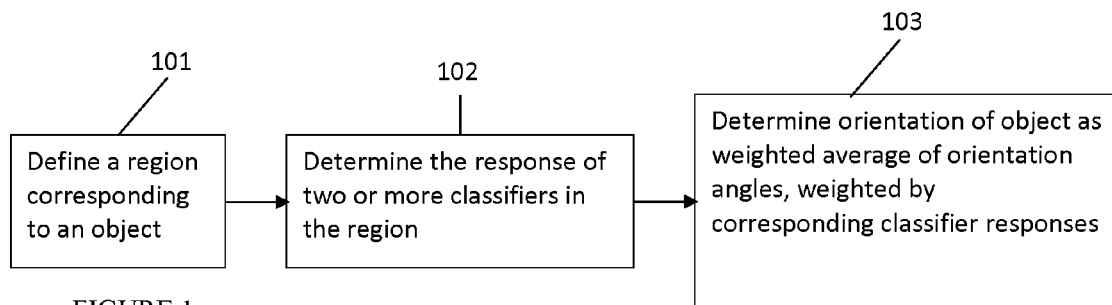 101
102
103
Define a region
corresponding
to an object
Determine the response of
two or more classifiers in
the region
Determine orientation of object as
weighted average of orientation
angles, weighted by
corresponding classifier responses
FIGURE 1